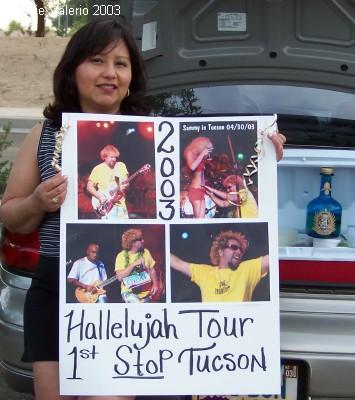 Valerio 2003
2003
Sammy in Tucson 04/30/03
Hallelujah Tour
1st Stop Tucson